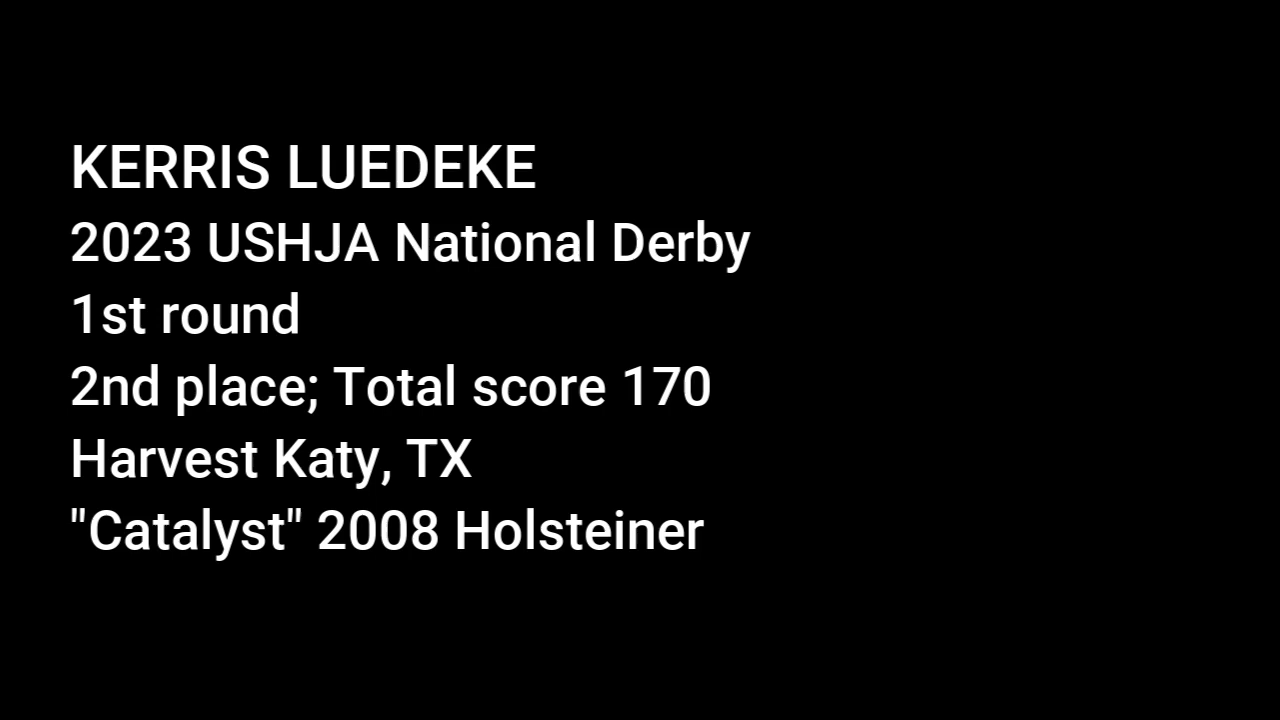 KERRIS LUEDEKE
2023 USHJA National Derby
1st round
2nd place; Total score 170
Harvest Katy, TX
"Catalyst" 2008 Holsteiner